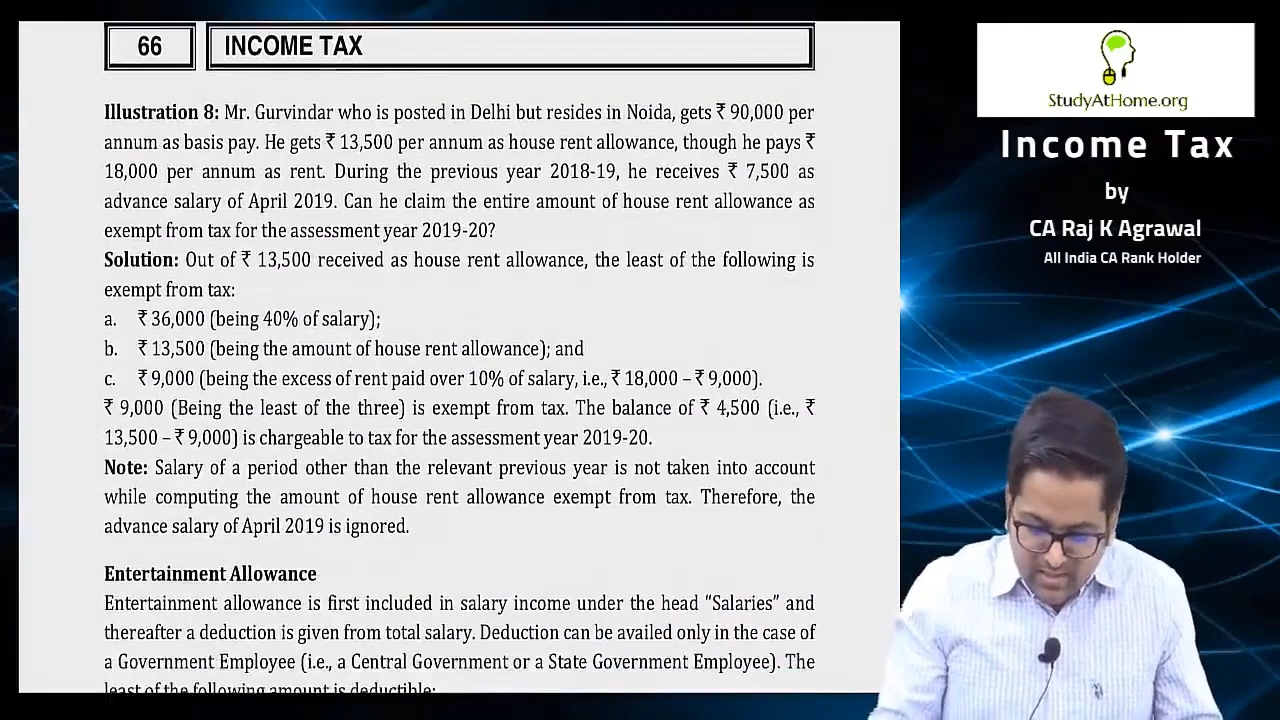 66
INCOME TAX
Illustration 8: Mr. Gurvindar who is posted in Delhi but resides in Noida, gets ₹ 90,000 per
annum as basis pay. He gets ₹ 13,500 per annum as house rent allowance, though he pays ₹
18,000 per annum as rent. During the previous year 2018-19, he receives ₹ 7,500 as
advance salary of April 2019. Can he claim the entire amount of house rent allowance as
exempt from tax for the assessment year 2019-20?
Solution: Out of ₹ 13,500 received as house rent allowance, the least of the following is
exempt from tax:
a. ₹ 36,000 (being 40% of salary);
b. ₹ 13,500 (being the amount of house rent allowance); and
c. ₹ 9,000 (being the excess of rent paid over 10% of salary, i.e., ₹ 18,000 – ₹ 9,000).
₹ 9,000 (Being the least of the three) is exempt from tax. The balance of ₹ 4,500 (i.e., ₹
13,500 – ₹ 9,000) is chargeable to tax for the assessment year 2019-20.
Note: Salary of a period other than the relevant previous year is not taken into account
while computing the amount of house rent allowance exempt from tax. Therefore, the
advance salary of April 2019 is ignored.
Entertainment Allowance
Entertainment allowance is first included in salary income under the head “Salaries” and
thereafter a deduction is given from total salary. Deduction can be availed only in the case of
a Government Employee (i.e., a Central Government or a State Government Employee). The
least of the following amount is deductible:
StudyAtHome.org
Income Tax
by
CA Raj K Agrawal
All India CA Rank Holder